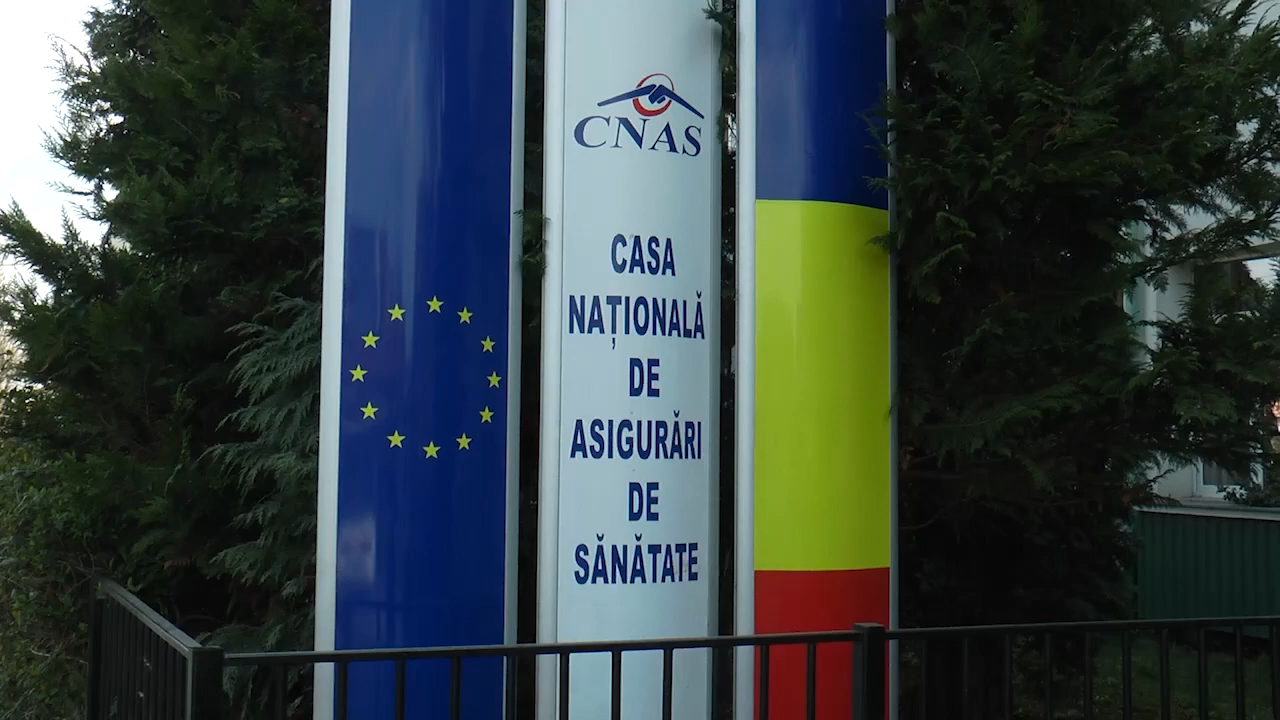 CNAS
CASA
NAȚIONALĂ
DE
ASIGURĂRI
DE
SĂNĂTATE